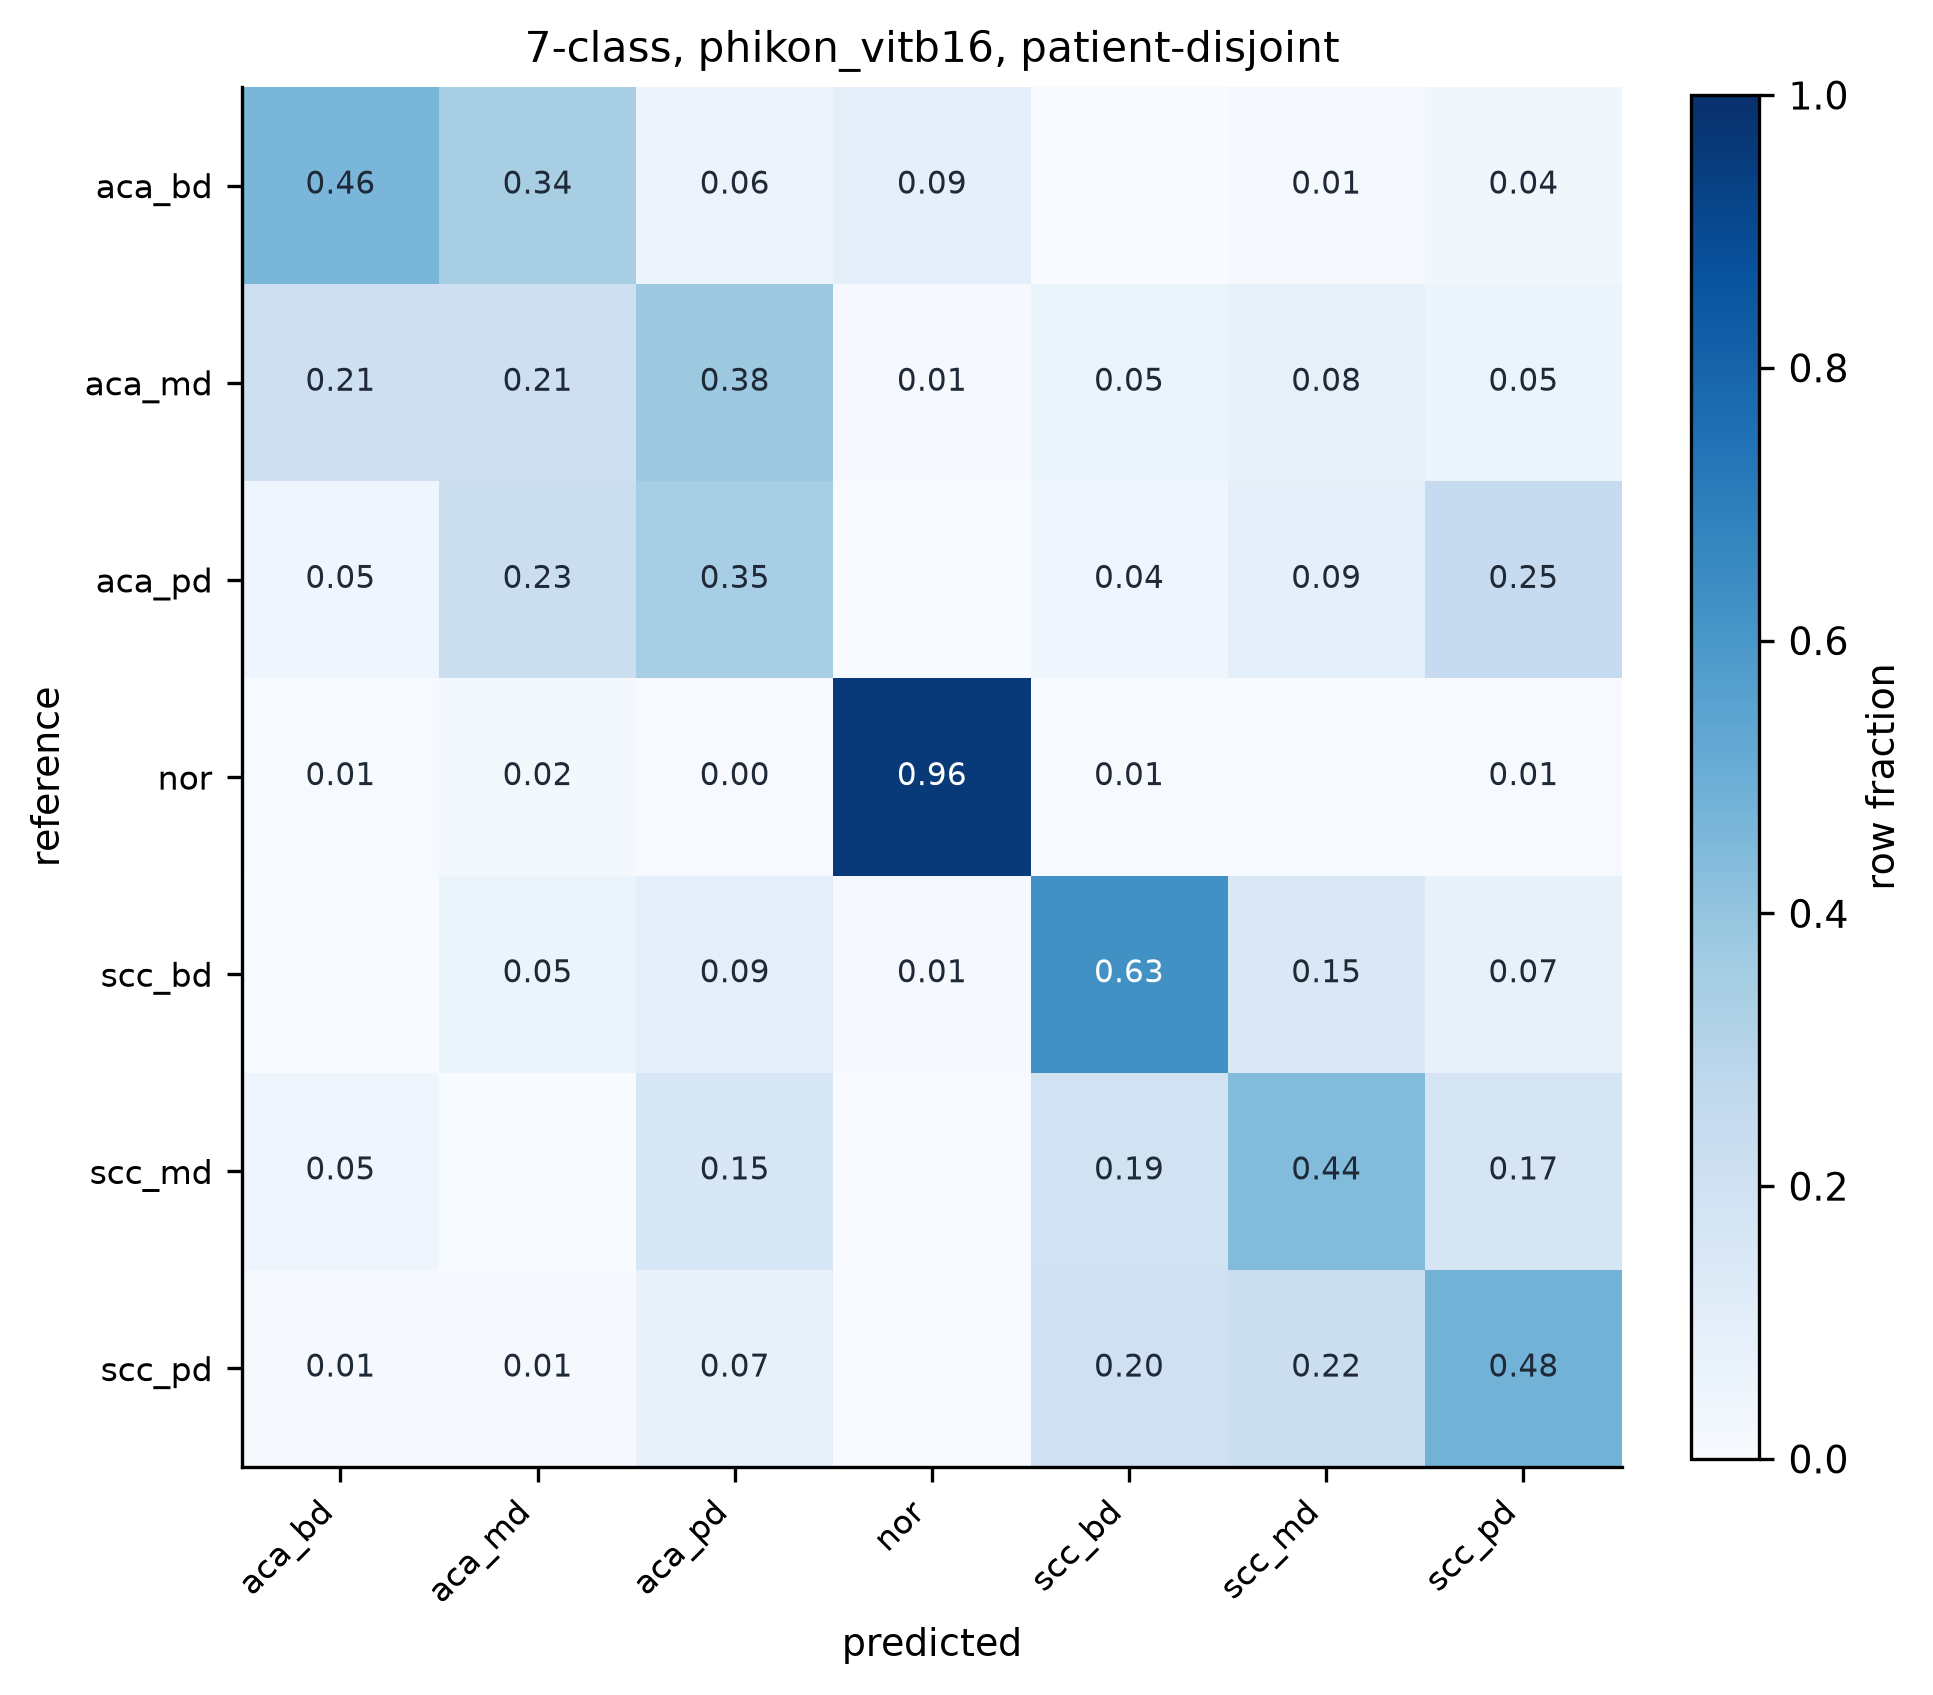 7-class, phikon_vitb16, patient-disjoint
aca_bd 0.46 0.34 0.06 0.09 0.01 0.04
aca_md 0.21 0.21 0.38 0.01 0.05 0.08 0.05
aca_pd 0.05 0.23 0.35 0.04 0.09 0.25
nor 0.01 0.02 0.00 0.96 0.01 0.01
scc_bd 0.05 0.09 0.01 0.63 0.15 0.07
scc_md 0.05 0.15 0.19 0.44 0.17
scc_pd 0.01 0.01 0.07 0.20 0.22 0.48
reference
aca_bd aca_md aca_pd nor scc_bd scc_md scc_pd
predicted
1.0
0.8
0.6
0.4
0.2
0.0
row fraction